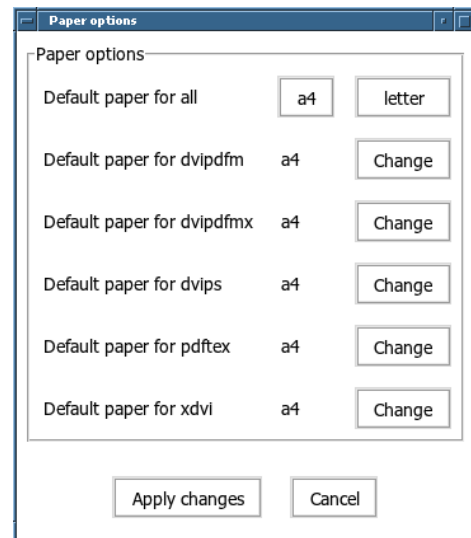 Paper options
Paper options
Default paper for all a4 letter
Default paper for dvipdfm a4 Change
Default paper for dvipdfmx a4 Change
Default paper for dvips a4 Change
Default paper for pdftex a4 Change
Default paper for xdvi a4 Change
Apply changes Cancel